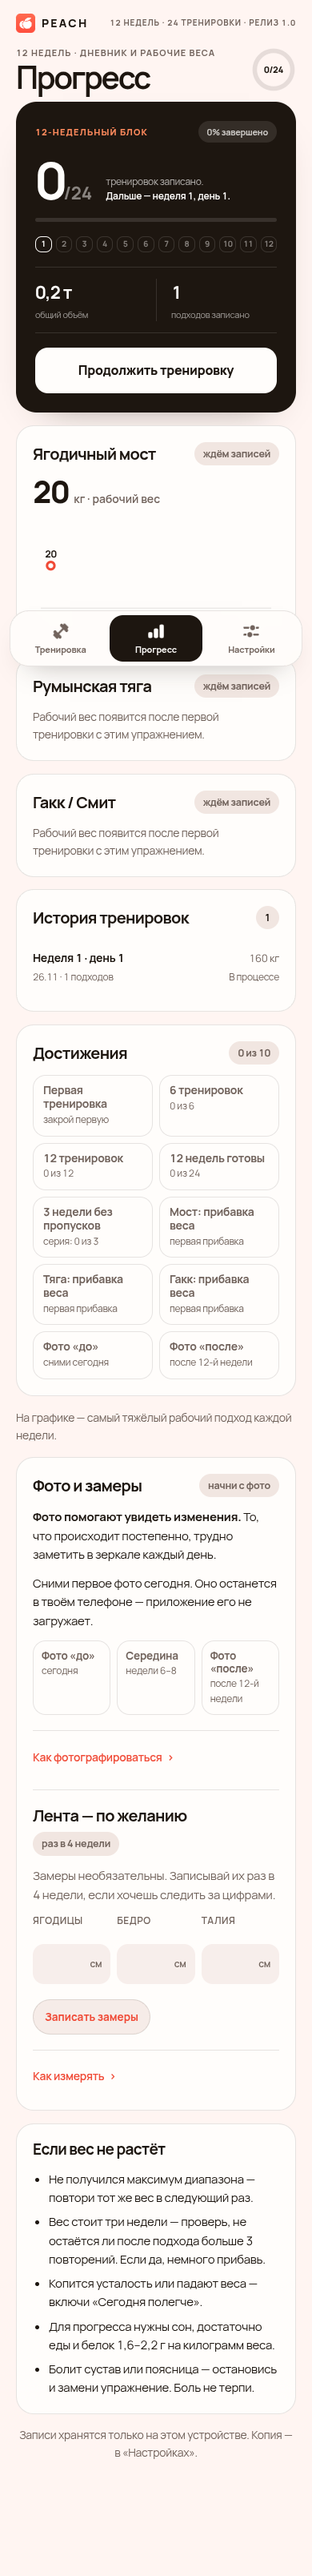 PEACH
12 НЕДЕЛЬ · 24 ТРЕНИРОВКИ · РЕЛИЗ 1.0
12 НЕДЕЛЬ · ДНЕВНИК И РАБОЧИЕ ВЕСА
Прогресс
0/24
12-НЕДЕЛЬНЫЙ БЛОК
0% завершено
0/24
тренировок записано.
Дальше — неделя 1, день 1.
1 2 3 4 5 6 7 8 9 10 11 12
0,2 т
общий объём
1
подходов записано
Продолжить тренировку
Ягодичный мост
ждём записей
20 кг · рабочий вес
20
Тренировка
Прогресс
Настройки
Румынская тяга
ждём записей
Рабочий вес появится после первой
тренировки с этим упражнением.
Гакк / Смит
ждём записей
Рабочий вес появится после первой
тренировки с этим упражнением.
История тренировок
1
Неделя 1 · день 1
160 кг
26.11 · 1 подходов
В процессе
Достижения
0 из 10
Первая
тренировка
закрой первую
6 тренировок
0 из 6
12 тренировок
0 из 12
12 недель готовы
0 из 24
3 недели без
пропусков
серия: 0 из 3
Мост: прибавка
веса
первая прибавка
Тяга: прибавка
веса
первая прибавка
Гакк: прибавка
веса
первая прибавка
Фото «до»
сними сегодня
Фото «после»
после 12-й недели
На графике — самый тяжёлый рабочий подход каждой
недели.
Фото и замеры
начни с фото
Фото помогают увидеть изменения. То,
что происходит постепенно, трудно
заметить в зеркале каждый день.
Сними первое фото сегодня. Оно останется
в твоём телефоне — приложение его не
загружает.
Фото «до»
сегодня
Середина
недели 6–8
Фото
«после»
после 12-й
недели
Как фотографироваться ›
Лента — по желанию
раз в 4 недели
Замеры необязательны. Записывай их раз в
4 недели, если хочешь следить за цифрами.
ЯГОДИЦЫ
БЕДРО
ТАЛИЯ
см
см
см
Записать замеры
Как измерять ›
Если вес не растёт
• Не получился максимум диапазона —
повтори тот же вес в следующий раз.
• Вес стоит три недели — проверь, не
остаётся ли после подхода больше 3
повторений. Если да, немного прибавь.
• Копится усталость или падают веса —
включи «Сегодня полегче».
• Для прогресса нужны сон, достаточно
еды и белок 1,6–2,2 г на килограмм веса.
• Болит сустав или поясница — остановись
и замени упражнение. Боль не терпи.
Записи хранятся только на этом устройстве. Копия —
в «Настройках».